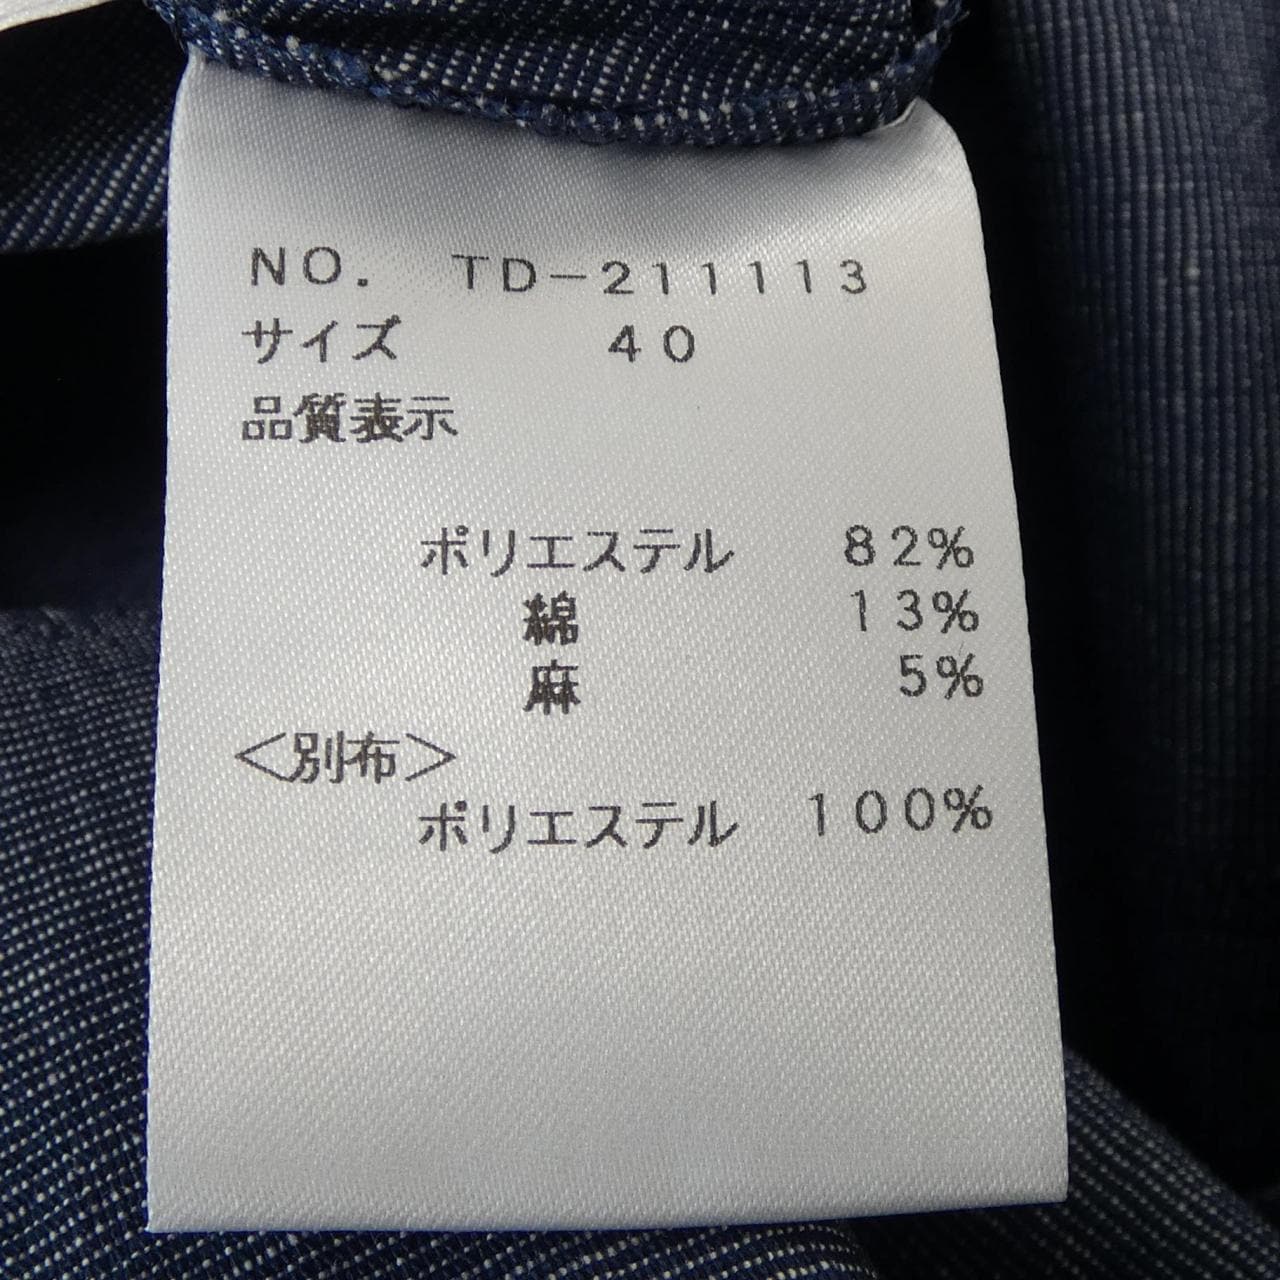 NO. TD-211113
サイズ 40
品質表示
ポリエステル 82%
綿 13%
麻 5%
＜別布＞
ポリエステル 100%